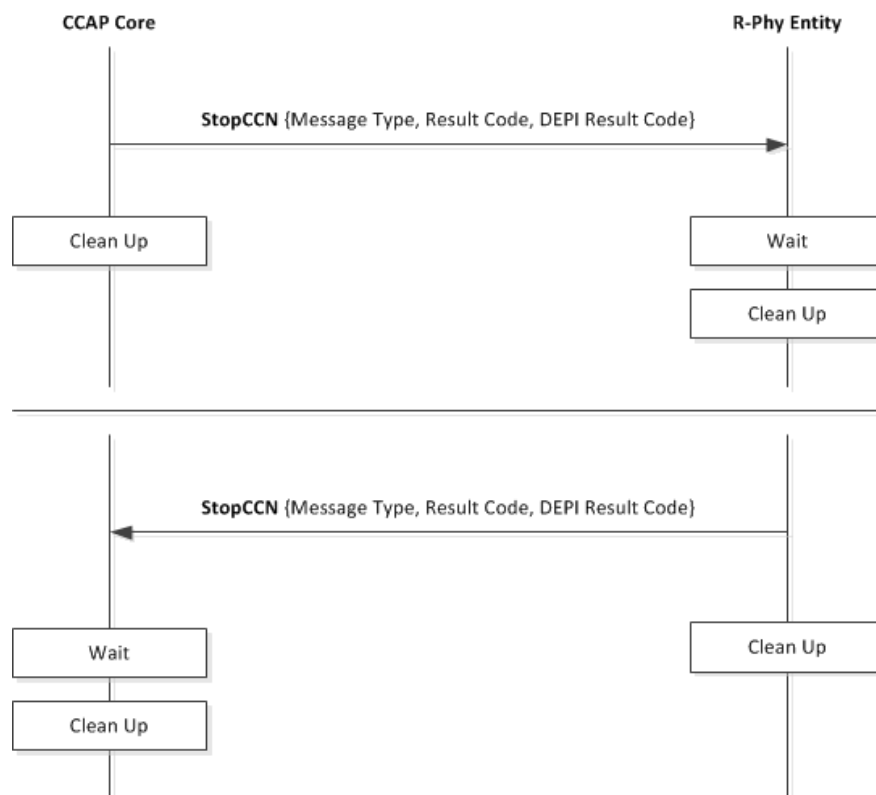 CCAP Core
R-Phy Entity
StopCCN {Message Type, Result Code, DEPI Result Code}
Clean Up
Wait
Clean Up
StopCCN {Message Type, Result Code, DEPI Result Code}
Wait
Clean Up
Clean Up